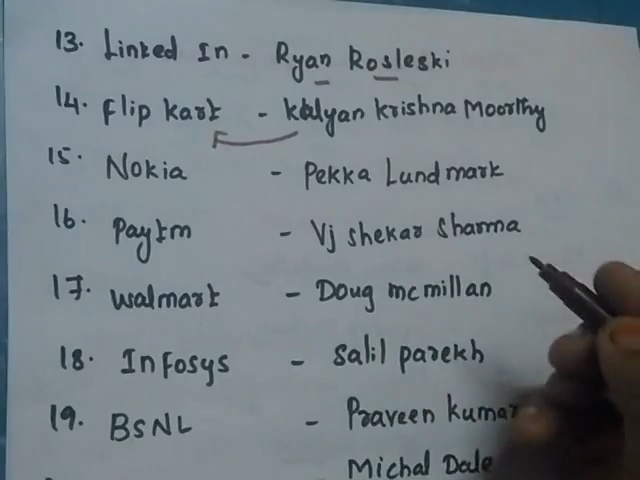 13. Linked In - Ryan Rosleski
14. Flip kart - Kalyan Krishna Moorthy
15. Nokia - Pekka Lundmark
16. Paytm - Vj Shekar Sharma
17. Walmart - Doug mcmillan
18. Infosys - Salil parekh
19. BSNL - Praveen kumar
Michal Dale